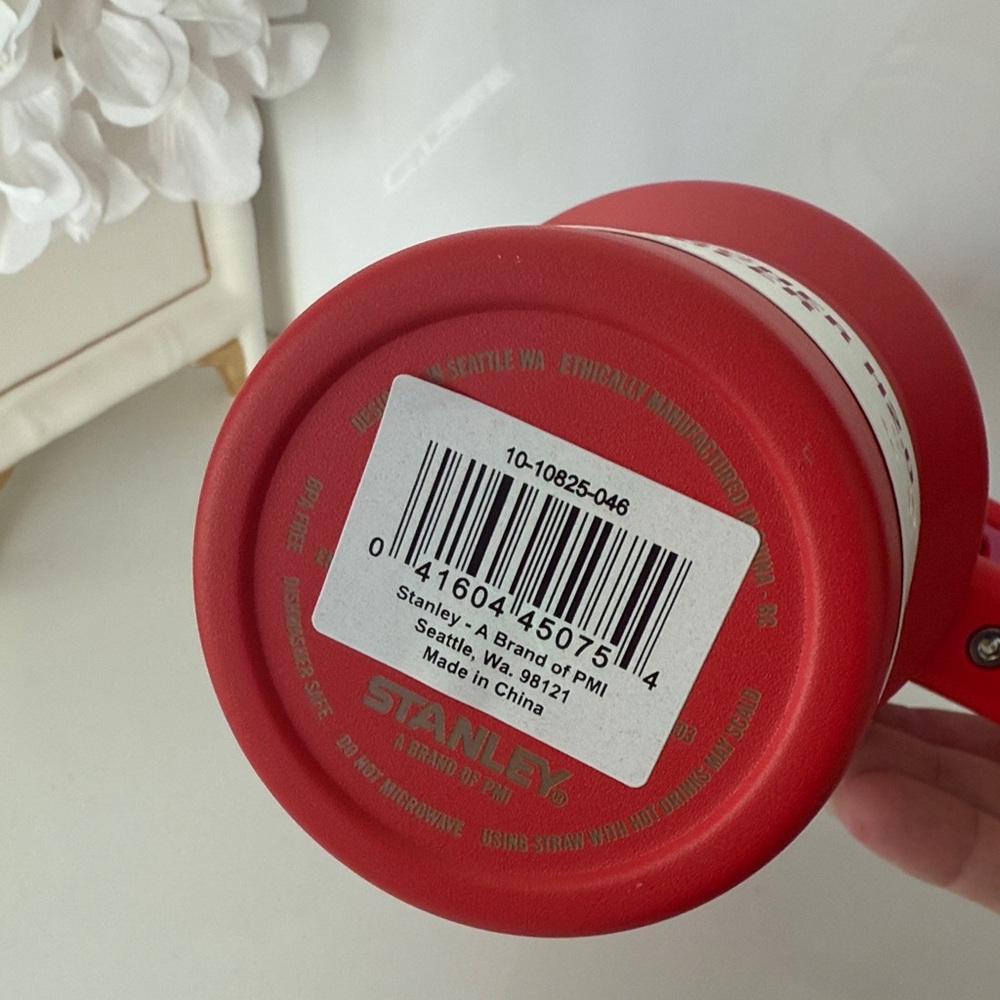 10-10825-046
0 41604 45075 4
Stanley - A Brand of PMI
Seattle, Wa. 98121
Made in China
STANLEY®
A BRAND OF PMI
IN SEATTLE WA
ETHICALLY MANUFACTURED
BPA FREE
DISHWASHER SAFE
DO NOT MICROWAVE
USING STRAW WITH HOT DRINKS MAY SCALD
03